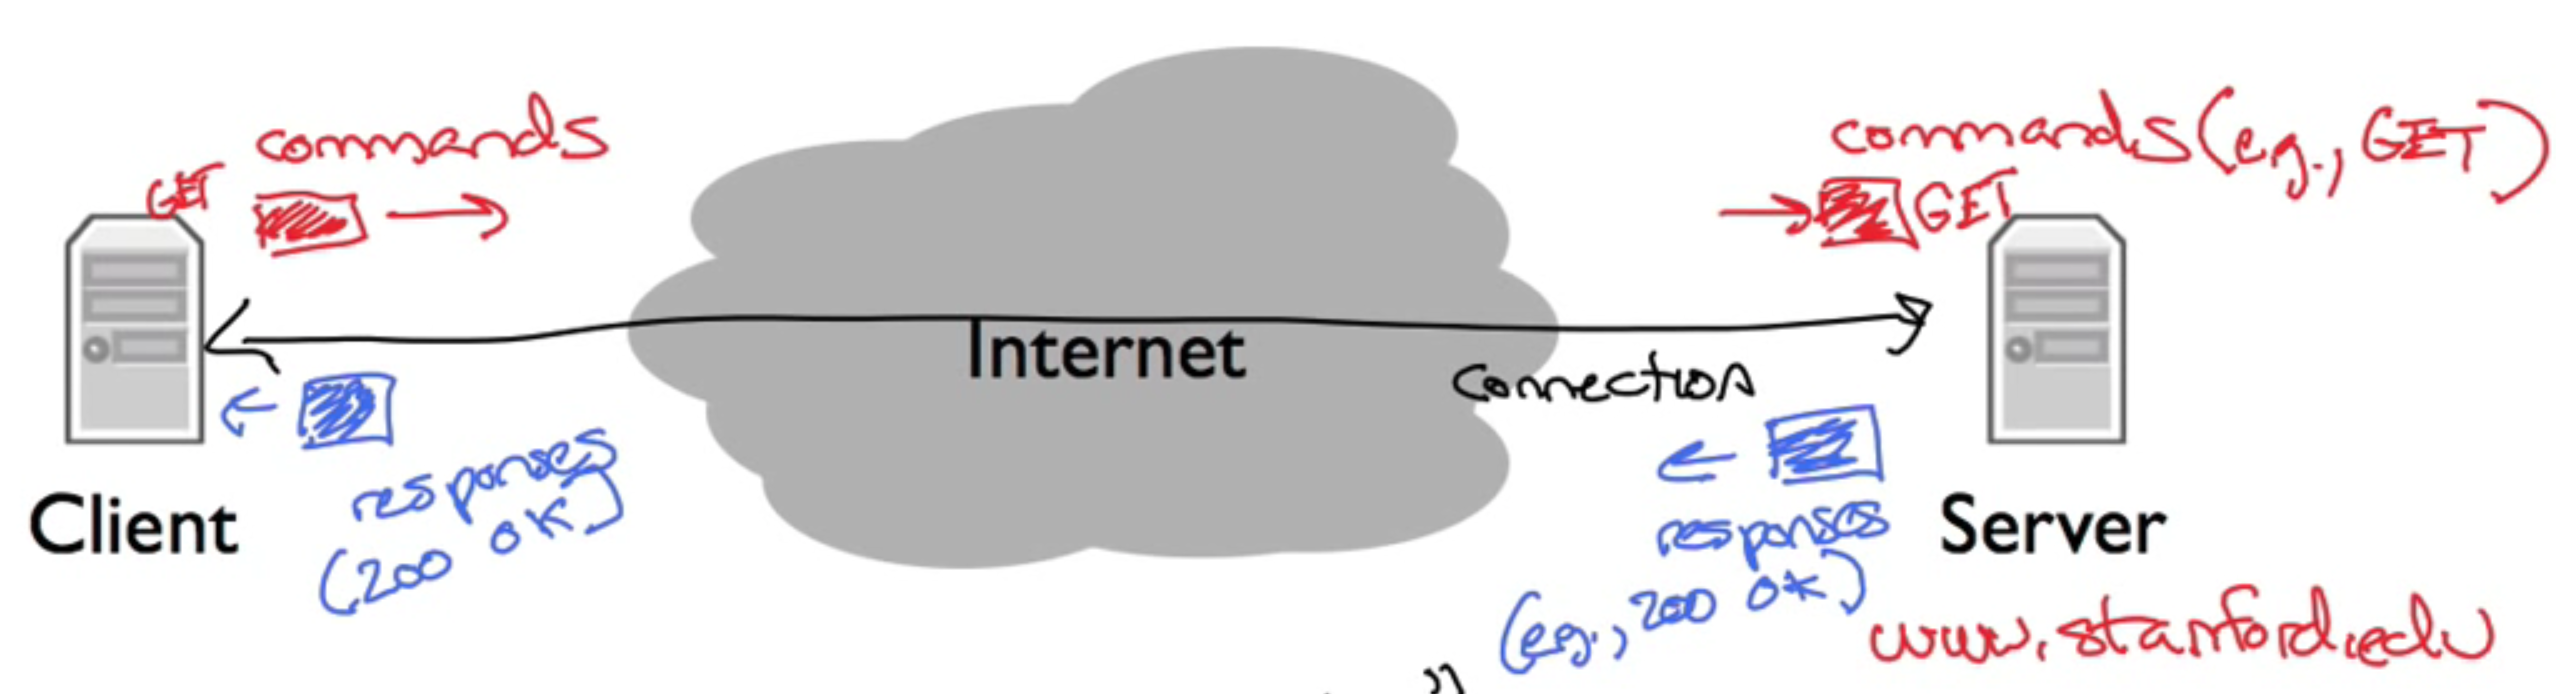 commands
GET
commands (e.g., GET)
GET
Internet
connection
responses
(200 OK)
responses
(e.g., 200 OK)
Client
Server
www.stanford.edu